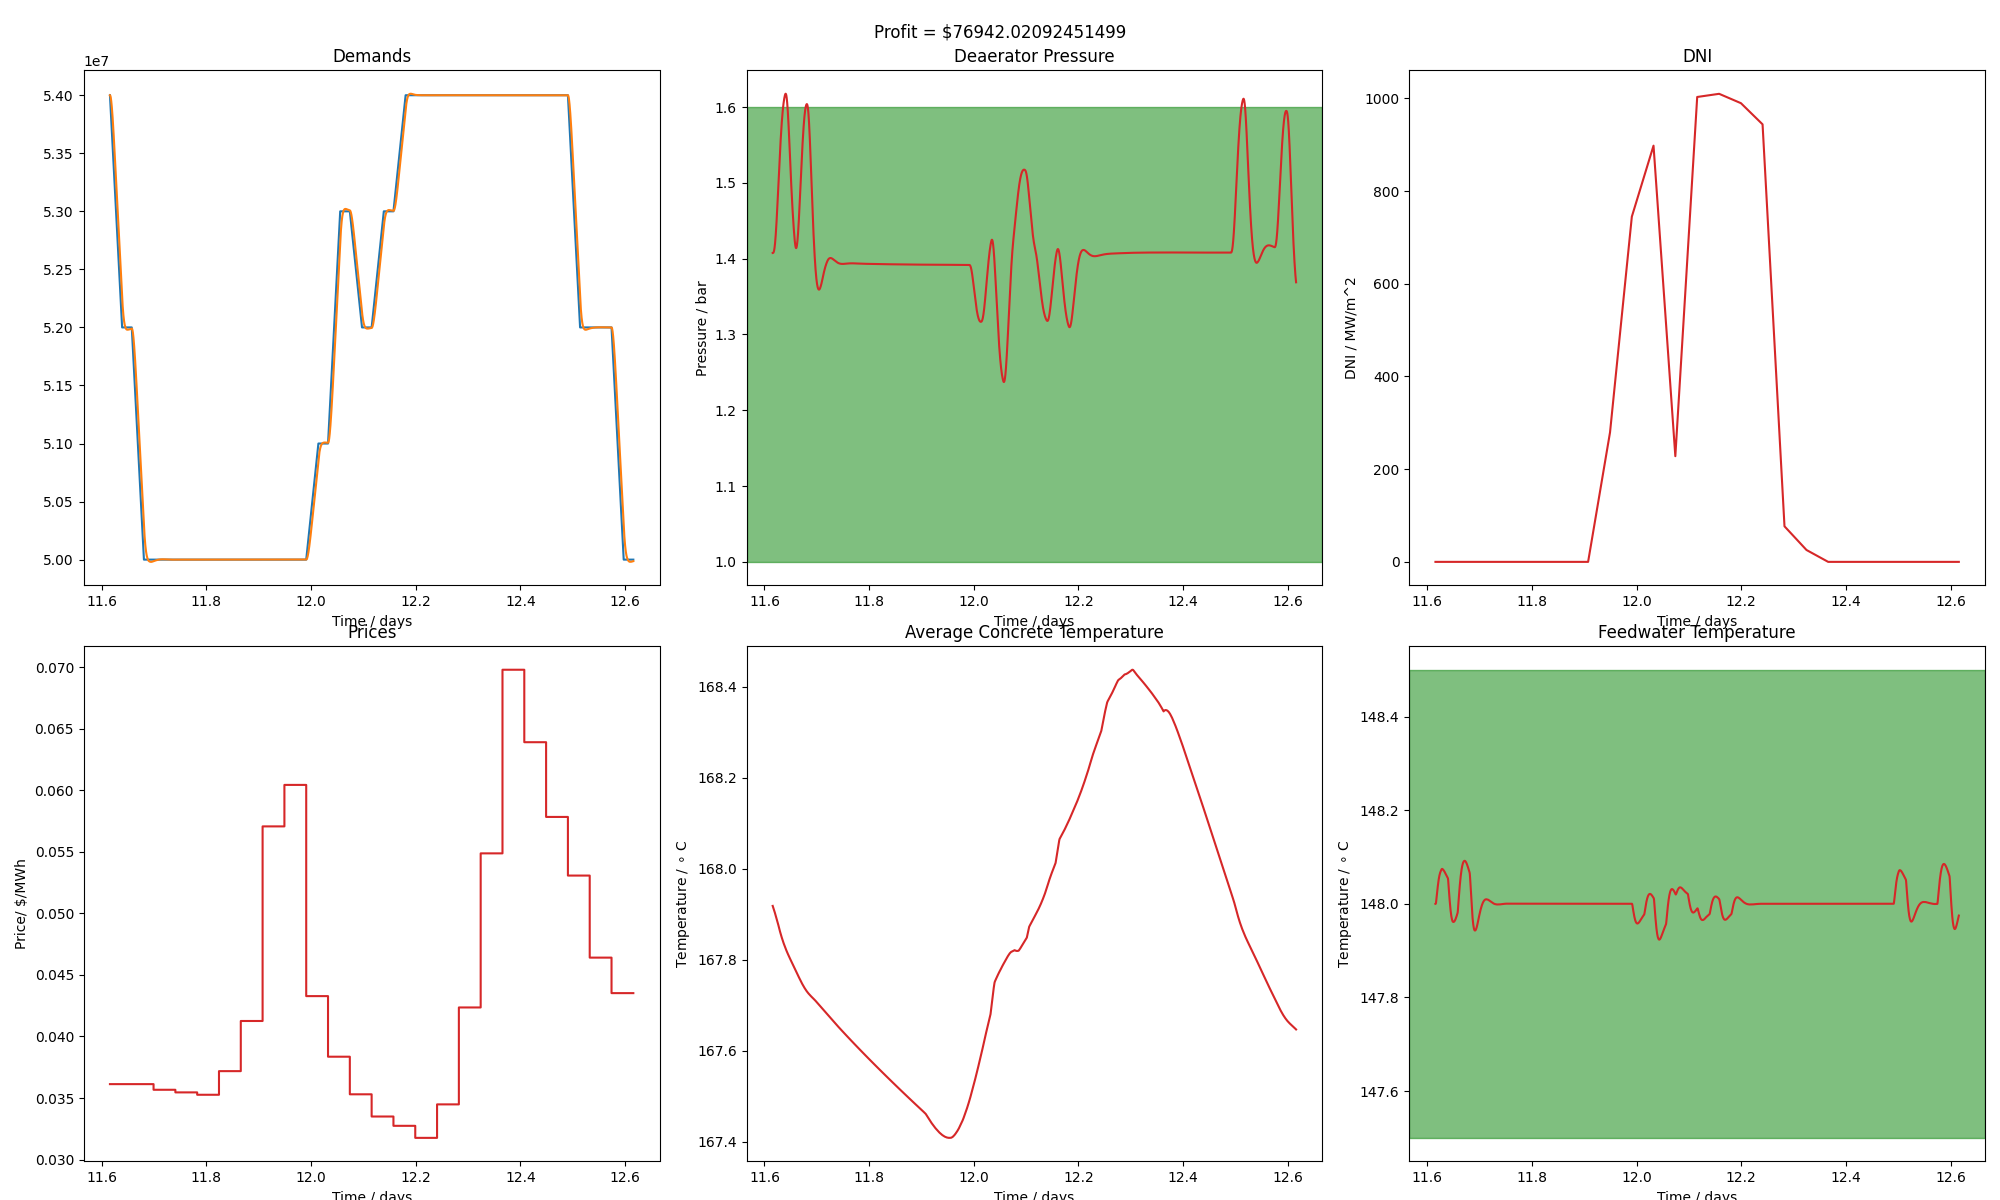 Profit = $76942.02092451499
Demands
1e7
5.40
5.35
5.30
5.25
5.20
5.15
5.10
5.05
5.00
11.6 11.8 12.0 12.2 12.4 12.6
Time / days
Deaerator Pressure
Pressure / bar
1.6
1.5
1.4
1.3
1.2
1.1
1.0
11.6 11.8 12.0 12.2 12.4 12.6
Time / days
DNI
DNI / MW/m^2
1000
800
600
400
200
0
11.6 11.8 12.0 12.2 12.4 12.6
Time / days
Prices
Price/ $/MWh
0.070
0.065
0.060
0.055
0.050
0.045
0.040
0.035
0.030
11.6 11.8 12.0 12.2 12.4 12.6
Time / days
Average Concrete Temperature
Temperature / ∘ C
168.4
168.2
168.0
167.8
167.6
167.4
11.6 11.8 12.0 12.2 12.4 12.6
Time / days
Feedwater Temperature
Temperature / ∘ C
148.4
148.2
148.0
147.8
147.6
11.6 11.8 12.0 12.2 12.4 12.6
Time / days